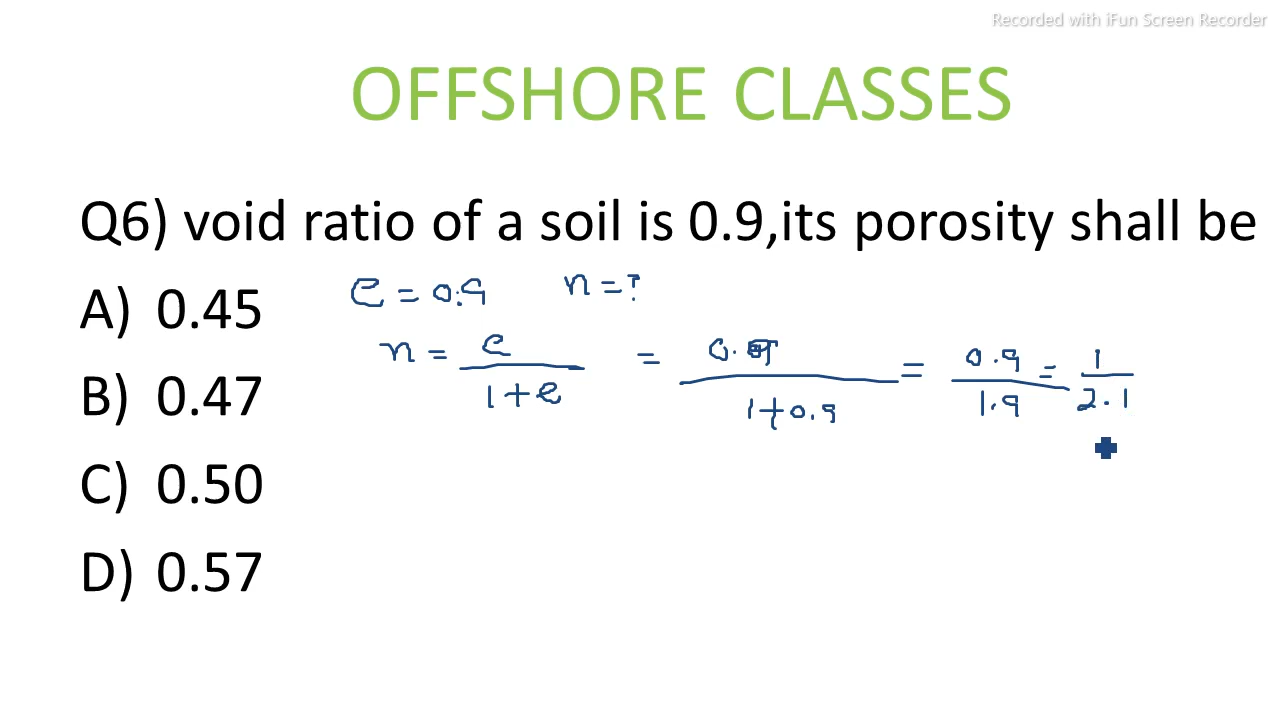 Recorded with iFun Screen Recorder
OFFSHORE CLASSES
Q6) void ratio of a soil is 0.9,its porosity shall be
A) 0.45
e = 0.9 n = ?
n = e / 1+e = 0.9 / 1+0.9 = 0.9 / 1.9 = 1 / 2.1
B) 0.47
C) 0.50
D) 0.57